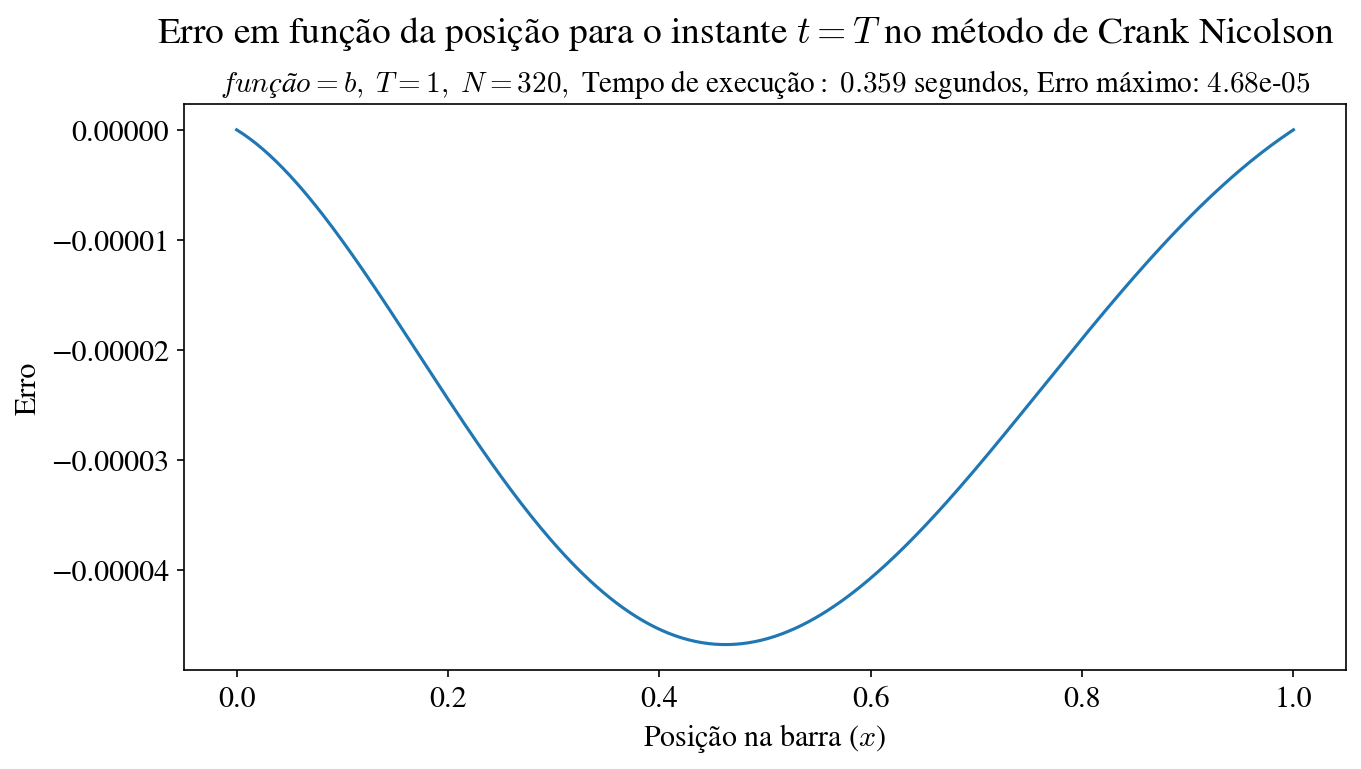 Erro em função da posição para o instante t = T no método de Crank Nicolson
função = b, T = 1, N = 320, Tempo de execução : 0.359 segundos, Erro máximo: 4.68e-05
0.00000
−0.00001
−0.00002
−0.00003
−0.00004
Erro
0.0 0.2 0.4 0.6 0.8 1.0
Posição na barra (x)